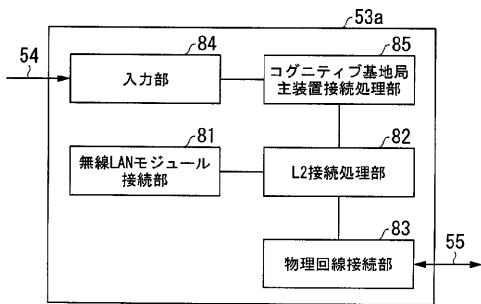 53a
54
84
入力部
85
コグニティブ基地局
主装置接続処理部
81
無線LANモジュール
接続部
82
L2接続処理部
83
物理回線接続部
55